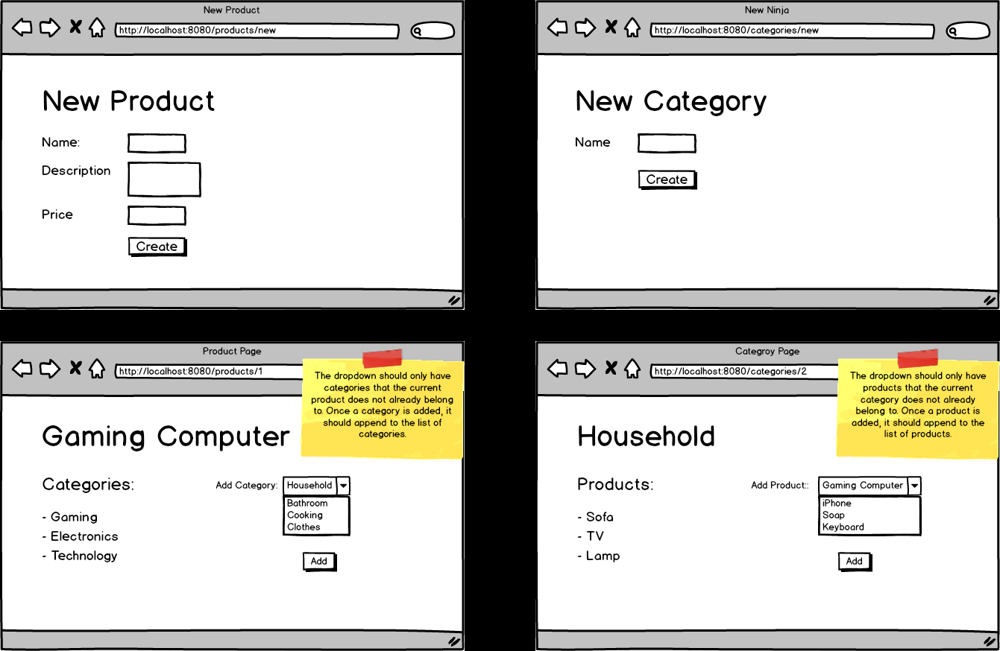 New Product
http://localhost:8080/products/new
New Product
Name:
Description
Price
Create
New Ninja
http://localhost:8080/categories/new
New Category
Name
Create
Product Page
http://localhost:8080/products/1
The dropdown should only have
categories that the current
product does not already belong
to. Once a category is added, it
should append to the list of
categories.
Gaming Computer
Categories:
- Gaming
- Electronics
- Technology
Add Category:
Household
Bathroom
Cooking
Clothes
Add
Categroy Page
http://localhost:8080/categories/2
The dropdown should only have
products that the current
category does not already
belong to. Once a product is
added, it should append to the
list of products.
Household
Products:
- Sofa
- TV
- Lamp
Add Product::
Gaming Computer
iPhone
Soap
Keyboard
Add